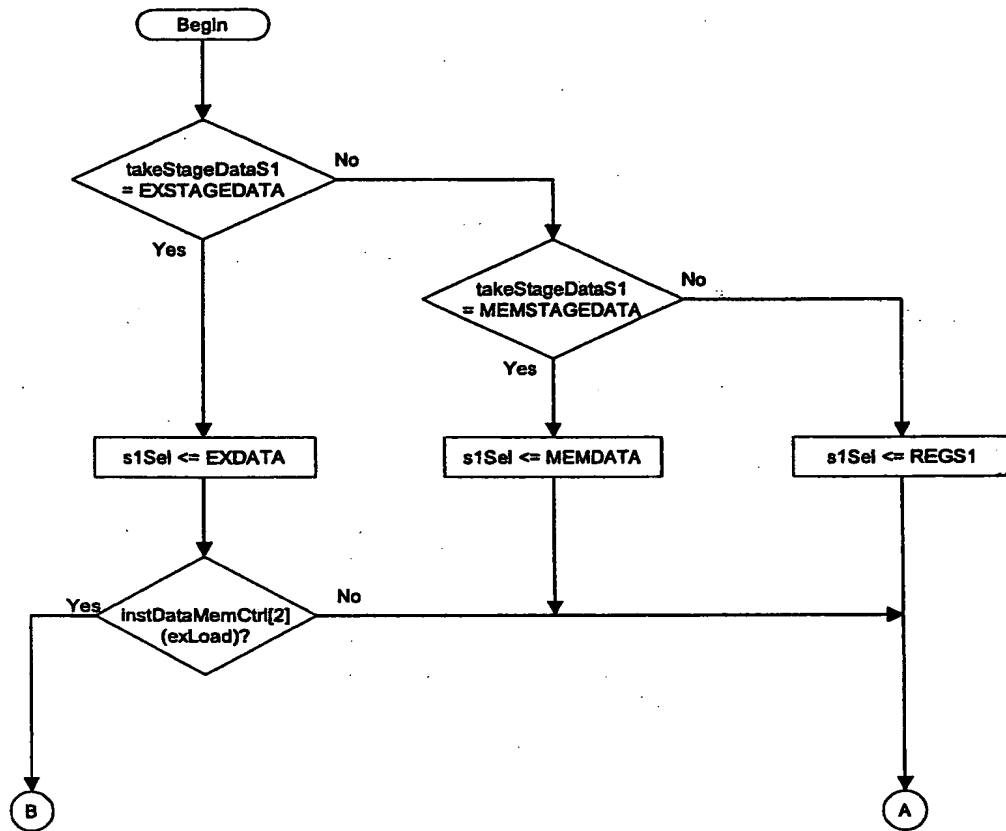 Begin
takeStageDataS1
= EXSTAGEDATA
No
Yes
takeStageDataS1
= MEMSTAGEDATA
No
Yes
s1Sel <= EXDATA
s1Sel <= MEMDATA
s1Sel <= REGS1
Yes
instDataMemCtrl[2]
(exLoad)?
No
B
A